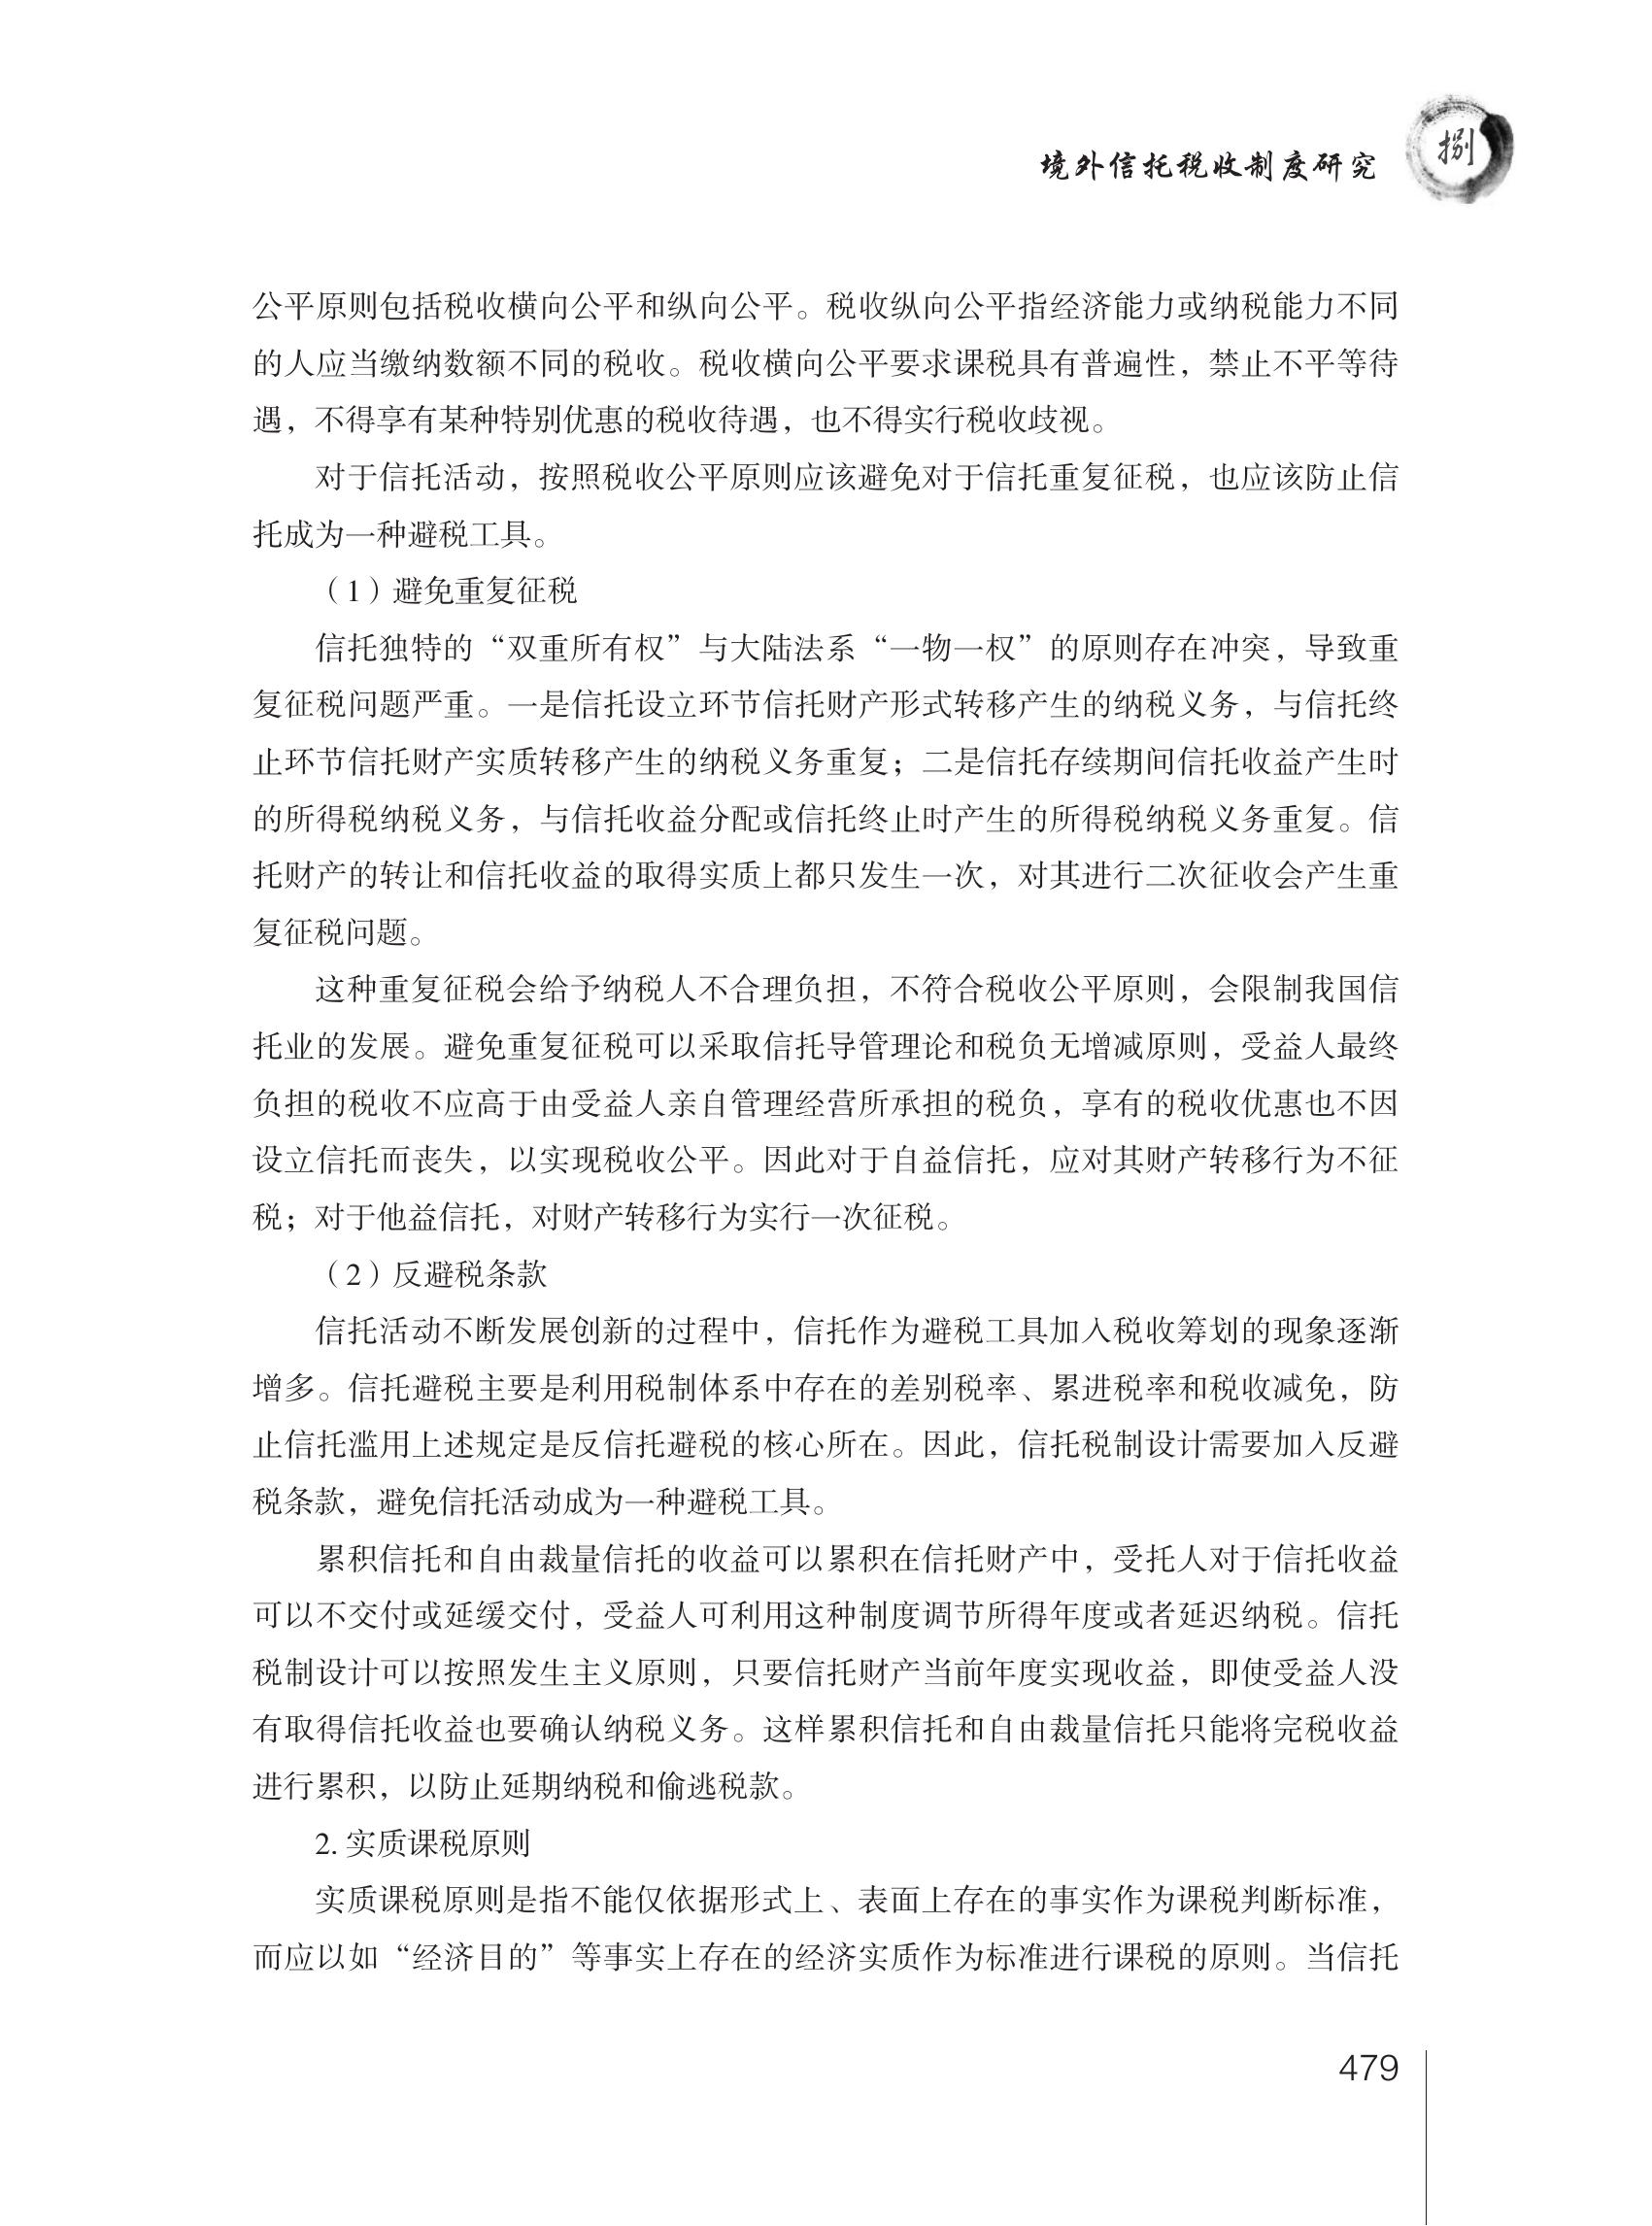 境外信托税收制度研究
捌
公平原则包括税收横向公平和纵向公平。税收纵向公平指经济能力或纳税能力不同
的人应当缴纳数额不同的税收。税收横向公平要求课税具有普遍性，禁止不平等待
遇，不得享有某种特别优惠的税收待遇，也不得实行税收歧视。
对于信托活动，按照税收公平原则应该避免对于信托重复征税，也应该防止信
托成为一种避税工具。
（1）避免重复征税
信托独特的“双重所有权”与大陆法系“一物一权”的原则存在冲突，导致重
复征税问题严重。一是信托设立环节信托财产形式转移产生的纳税义务，与信托终
止环节信托财产实质转移产生的纳税义务重复；二是信托存续期间信托收益产生时
的所得税纳税义务，与信托收益分配或信托终止时产生的所得税纳税义务重复。信
托财产的转让和信托收益的取得实质上都只发生一次，对其进行二次征收会产生重
复征税问题。
这种重复征税会给予纳税人不合理负担，不符合税收公平原则，会限制我国信
托业的发展。避免重复征税可以采取信托导管理论和税负无增减原则，受益人最终
负担的税收不应高于由受益人亲自管理经营所承担的税负，享有的税收优惠也不因
设立信托而丧失，以实现税收公平。因此对于自益信托，应对其财产转移行为不征
税；对于他益信托，对财产转移行为实行一次征税。
（2）反避税条款
信托活动不断发展创新的过程中，信托作为避税工具加入税收筹划的现象逐渐
增多。信托避税主要是利用税制体系中存在的差别税率、累进税率和税收减免，防
止信托滥用上述规定是反信托避税的核心所在。因此，信托税制设计需要加入反避
税条款，避免信托活动成为一种避税工具。
累积信托和自由裁量信托的收益可以累积在信托财产中，受托人对于信托收益
可以不交付或延缓交付，受益人可利用这种制度调节所得年度或者延迟纳税。信托
税制设计可以按照发生主义原则，只要信托财产当前年度实现收益，即使受益人没
有取得信托收益也要确认纳税义务。这样累积信托和自由裁量信托只能将完税收益
进行累积，以防止延期纳税和偷逃税款。
2. 实质课税原则
实质课税原则是指不能仅依据形式上、表面上存在的事实作为课税判断标准，
而应以如“经济目的”等事实上存在的经济实质作为标准进行课税的原则。当信托
479